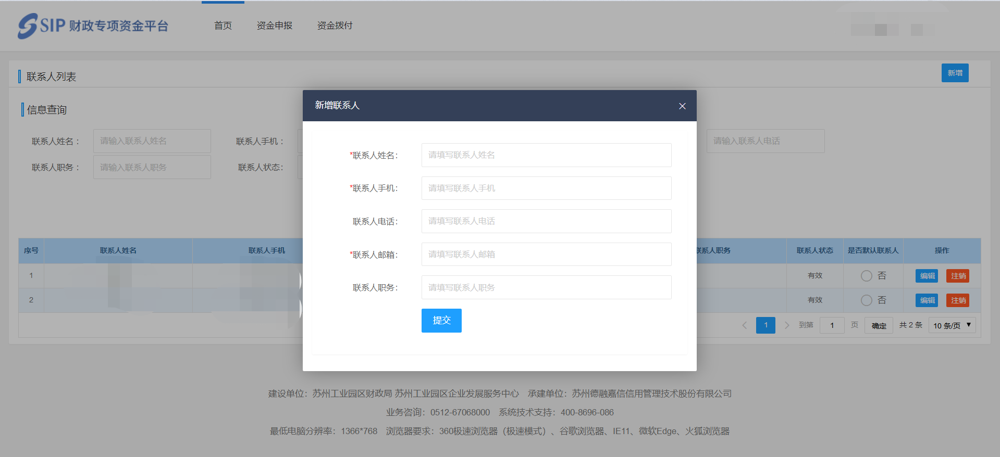 SIP 财政专项资金平台
首页 资金申报 资金拨付
联系人列表 新增
信息查询
联系人姓名： 请输入联系人姓名 联系人手机： 请输入联系人电话
联系人职务： 请输入联系人职务 联系人状态：
新增联系人
*联系人姓名： 请填写联系人姓名
*联系人手机： 请填写联系人手机
联系人电话： 请填写联系人电话
*联系人邮箱： 请填写联系人邮箱
联系人职务： 请填写联系人职务
提交
序号 联系人姓名 联系人手机 联系人职务 联系人状态 是否默认联系人 操作
1 有效 否 编辑 注销
2 有效 否 编辑 注销
1 到第 1 页 确定 共 2 条 10 条/页
建设单位：苏州工业园区财政局 苏州工业园区企业发展服务中心 承建单位：苏州德融嘉信信用管理技术股份有限公司
业务咨询：0512-67068000 系统技术支持：400-8696-086
最低电脑分辨率：1366*768 浏览器要求：360极速浏览器（极速模式）、谷歌浏览器、IE11、微软Edge、火狐浏览器